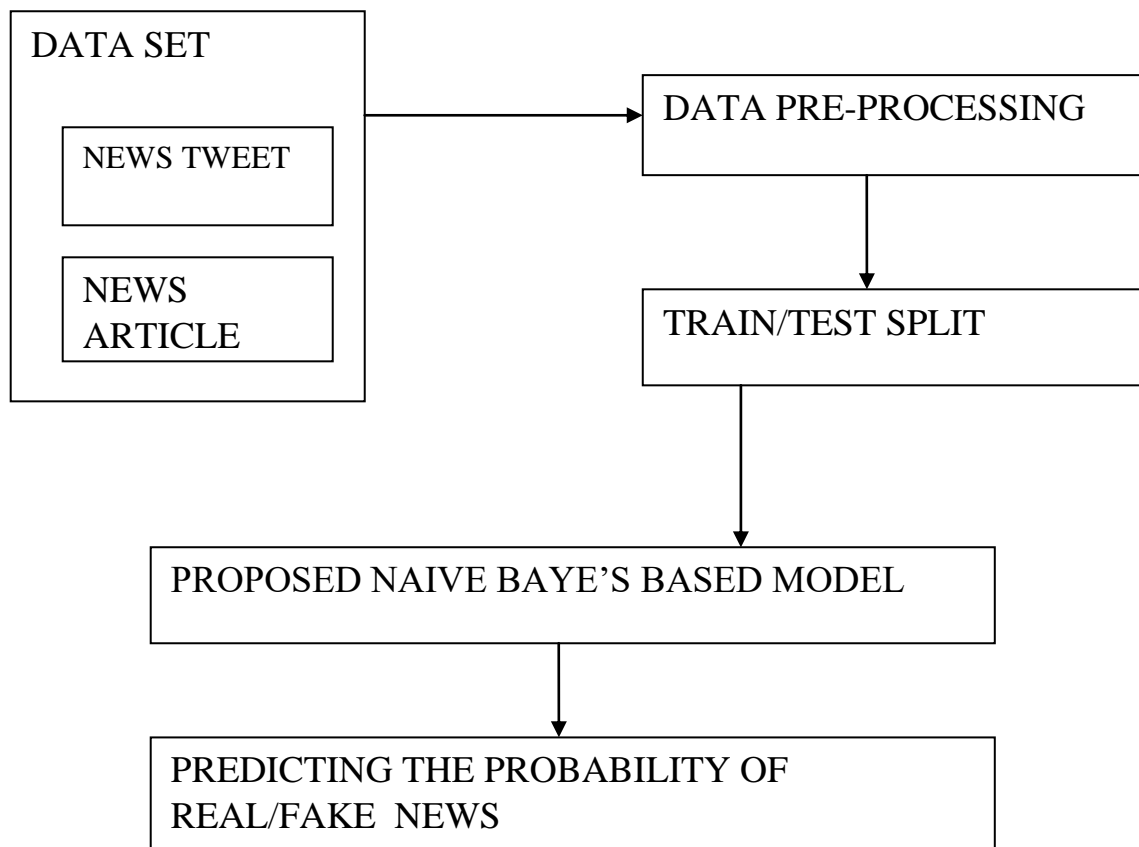 DATA SET
NEWS TWEET
NEWS
ARTICLE
DATA PRE-PROCESSING
TRAIN/TEST SPLIT
PROPOSED NAIVE BAYE’S BASED MODEL
PREDICTING THE PROBABILITY OF
REAL/FAKE  NEWS